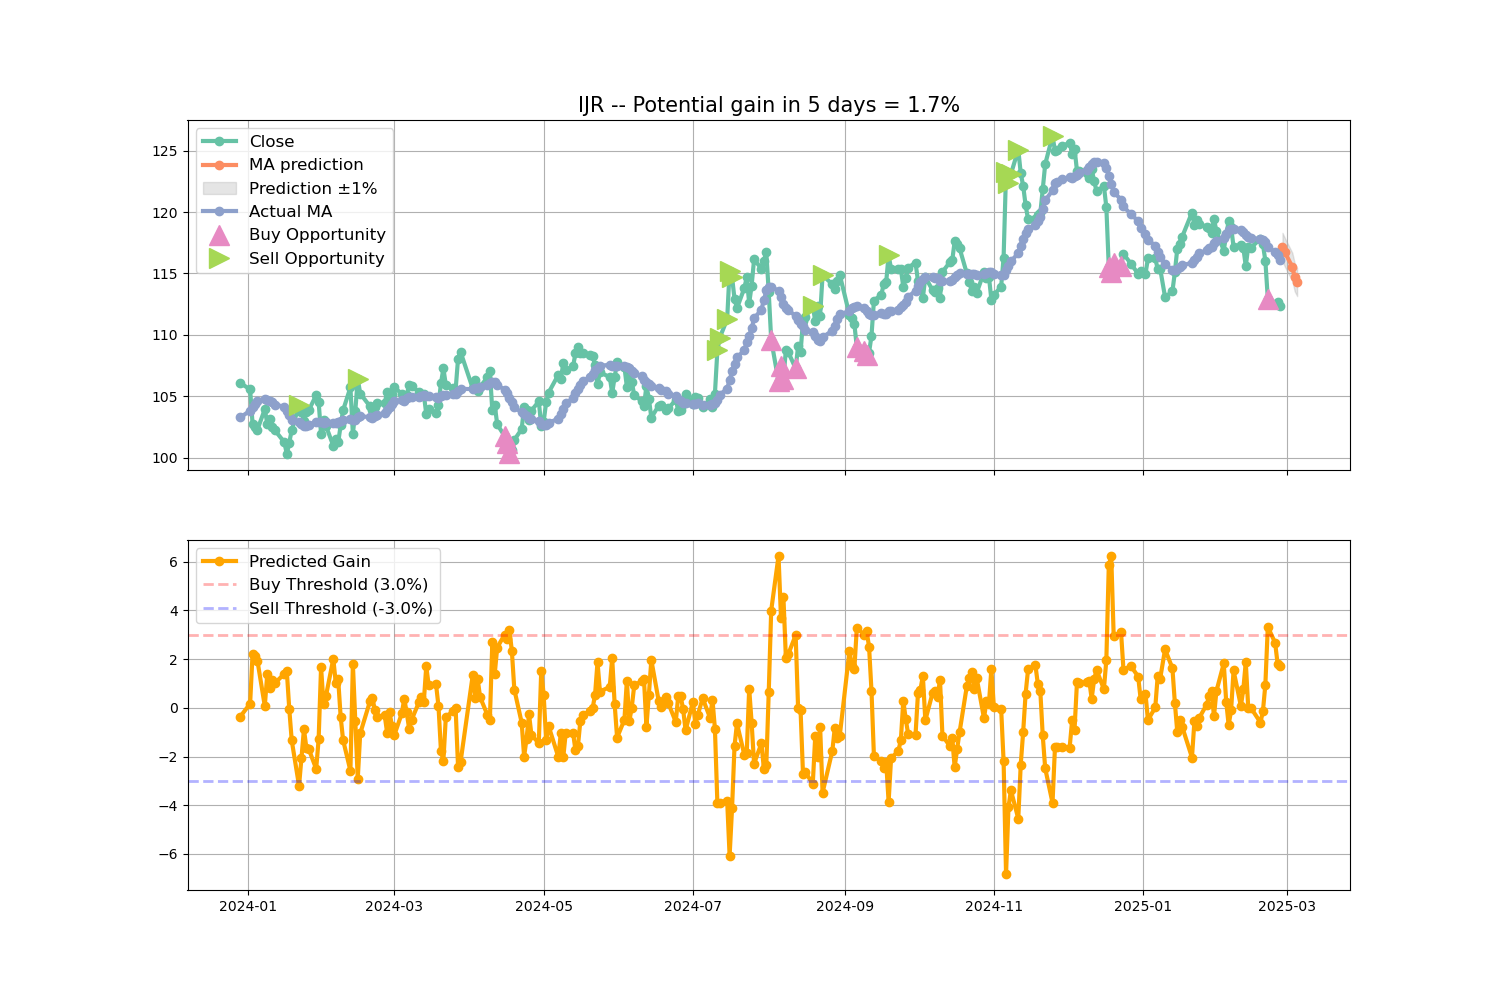 IJR -- Potential gain in 5 days = 1.7%
Close
MA prediction
Prediction ±1%
Actual MA
Buy Opportunity
Sell Opportunity
125
120
115
110
105
100
Predicted Gain
Buy Threshold (3.0%)
Sell Threshold (-3.0%)
6
4
2
0
−2
−4
−6
2024-01
2024-03
2024-05
2024-07
2024-09
2024-11
2025-01
2025-03